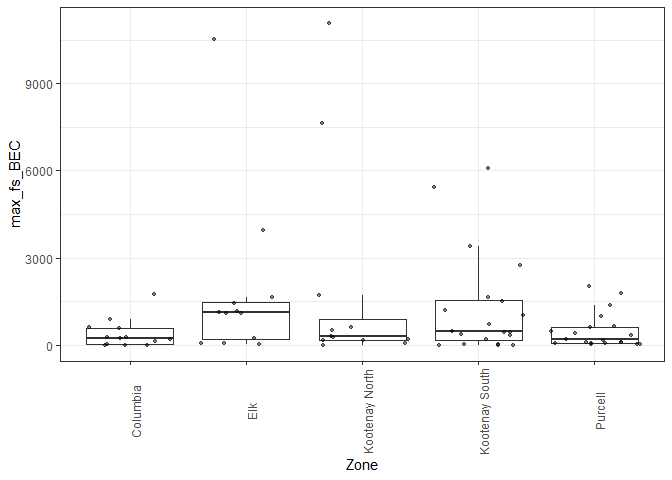 max_fs_BEC
9000
6000
3000
0
Columbia
Elk
Kootenay North
Kootenay South
Purcell
Zone